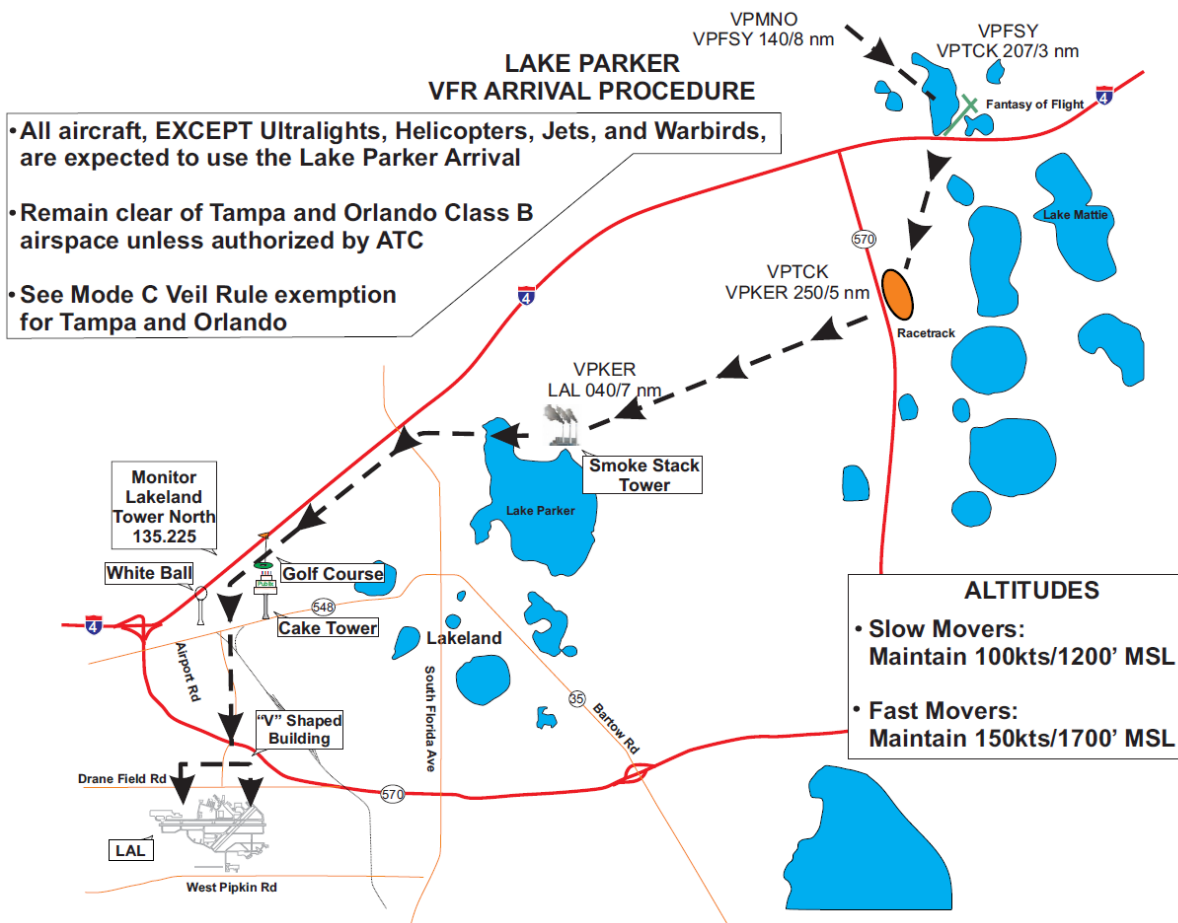 VPMNO
VPFSY 140/8 nm
VPFSY
VPTCK 207/3 nm
LAKE PARKER
VFR ARRIVAL PROCEDURE
Fantasy of Flight
4
• All aircraft, EXCEPT Ultralights, Helicopters, Jets, and Warbirds,
are expected to use the Lake Parker Arrival
• Remain clear of Tampa and Orlando Class B
airspace unless authorized by ATC
• See Mode C Veil Rule exemption
for Tampa and Orlando
Lake Mattie
570
VPTCK
VPKER 250/5 nm
4
Racetrack
VPKER
LAL 040/7 nm
Smoke Stack
Tower
Lake Parker
Monitor
Lakeland
Tower North
135.225
White Ball
Golf Course
Public
548
Cake Tower
4
Lakeland
ALTITUDES
• Slow Movers:
Maintain 100kts/1200' MSL
• Fast Movers:
Maintain 150kts/1700' MSL
Airport Rd
South Florida Ave
35
Bartow Rd
“V” Shaped
Building
Drane Field Rd
570
LAL
West Pipkin Rd